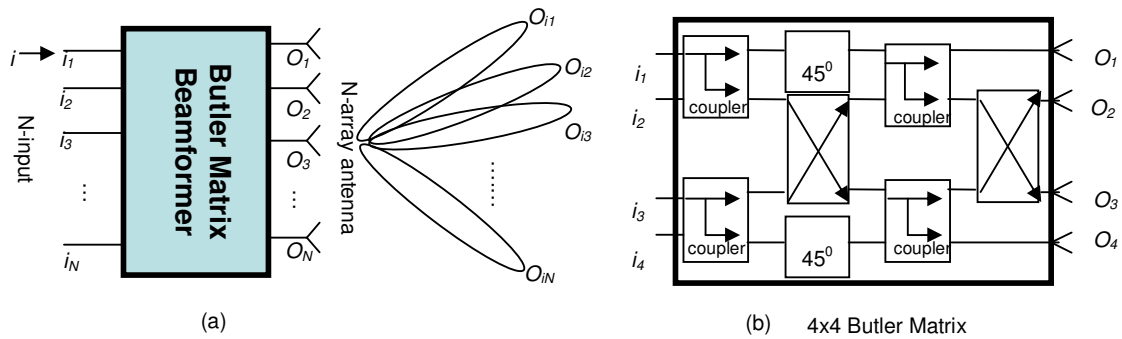 i
i1
i2
i3
...
iN
N-input
Butler Matrix
Beamformer
O1
O2
O3
...
ON
N-array antenna
Oi1
Oi2
Oi3
......
OiN
(a)
i1
i2
i3
i4
coupler
coupler
45⁰
45⁰
coupler
coupler
O1
O2
O3
O4
(b) 4x4 Butler Matrix